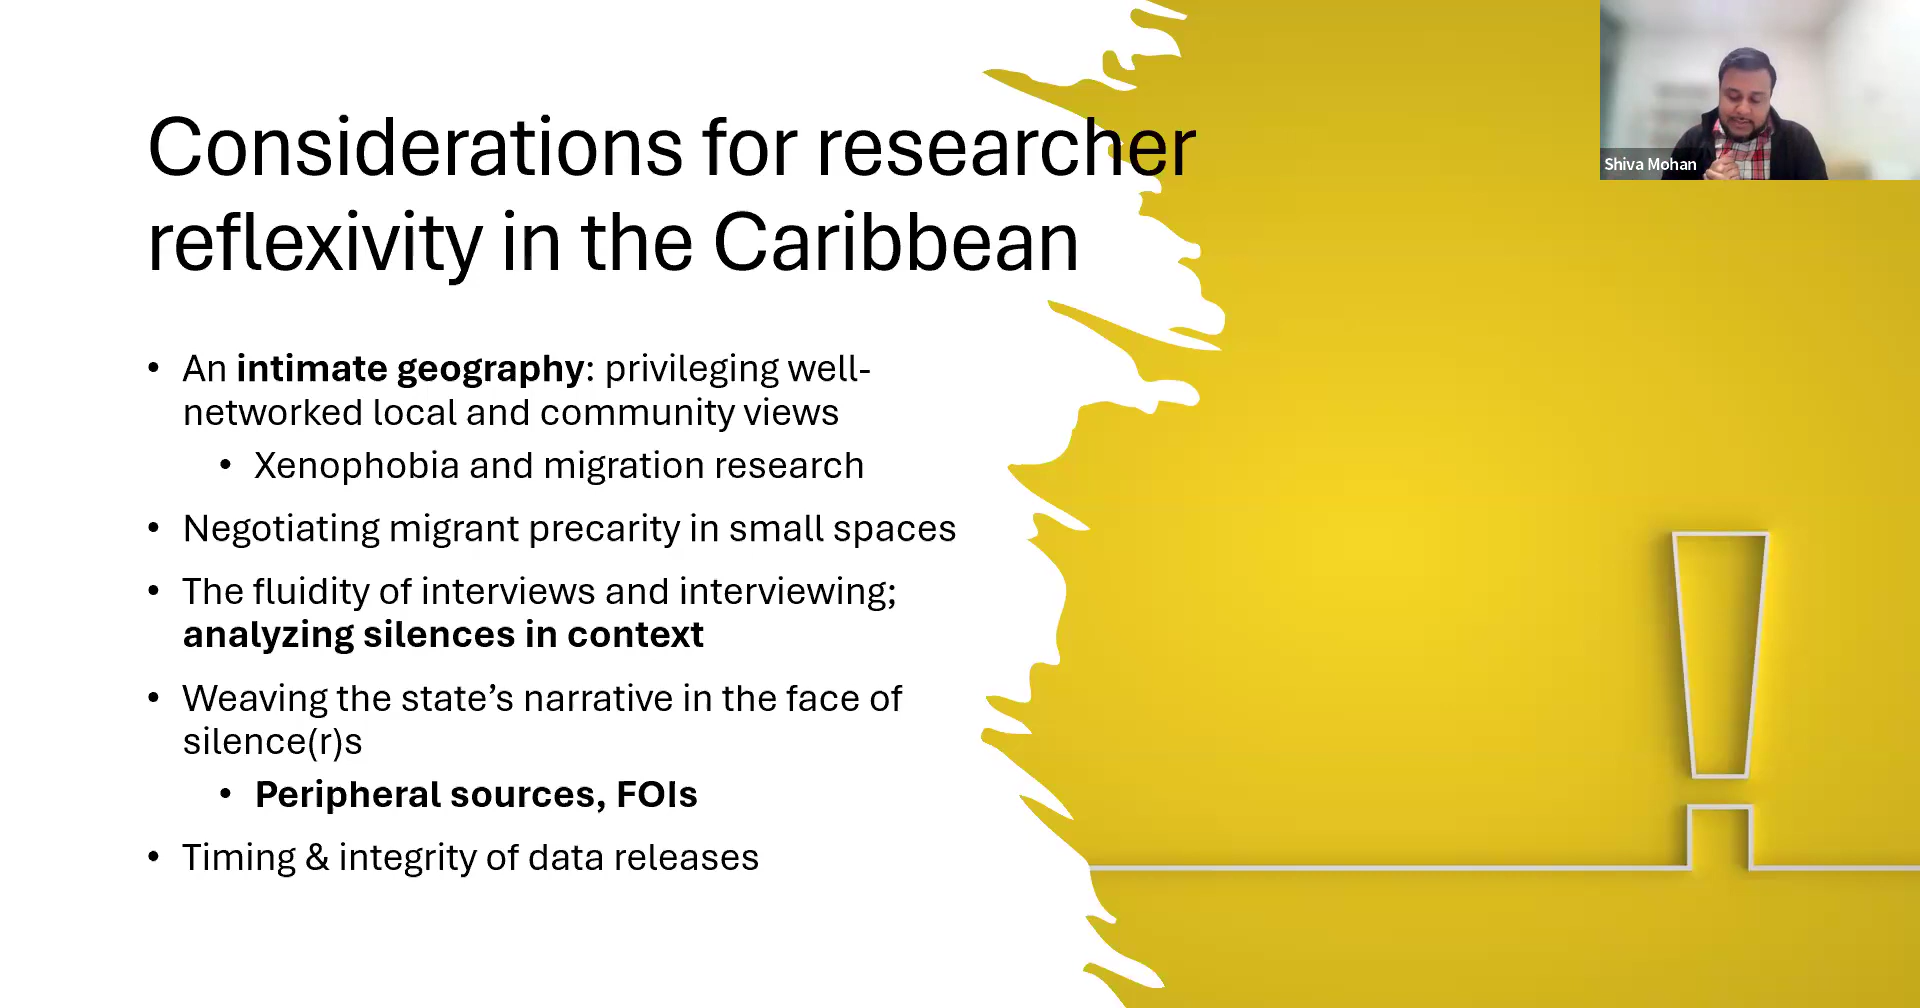 Considerations for researcher
reflexivity in the Caribbean
• An intimate geography: privileging well-
networked local and community views
• Xenophobia and migration research
• Negotiating migrant precarity in small spaces
• The fluidity of interviews and interviewing;
analyzing silences in context
• Weaving the state’s narrative in the face of
silence(r)s
• Peripheral sources, FOIs
• Timing & integrity of data releases
Shiva Mohan